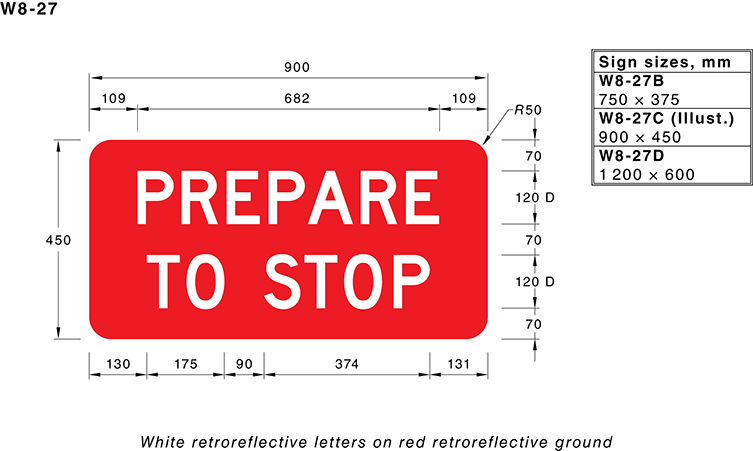 W8-27
900
109 682 109
R50
Sign sizes, mm
W8-27B
750 × 375
W8-27C (Illust.)
900 × 450
W8-27D
1 200 × 600
450
PREPARE
TO STOP
70
120 D
70
120 D
70
130 175 90 374 131
White retroreflective letters on red retroreflective ground